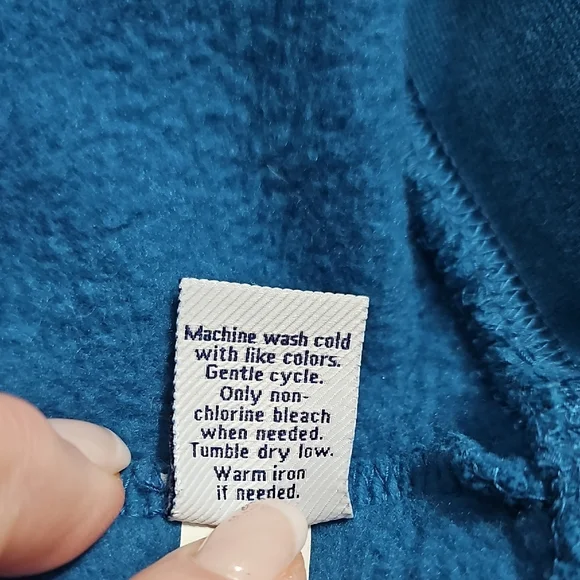 Machine wash cold
with like colors.
Gentle cycle.
Only non-
chlorine bleach
when needed.
Tumble dry low.
Warm iron
if needed.